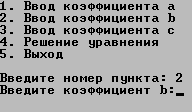 1. Ввод коэффициента a
2. Ввод коэффициента b
3. Ввод коэффициента c
4. Решение уравнения
5. Выход
Введите номер пункта: 2
Введите коэффициент b:_